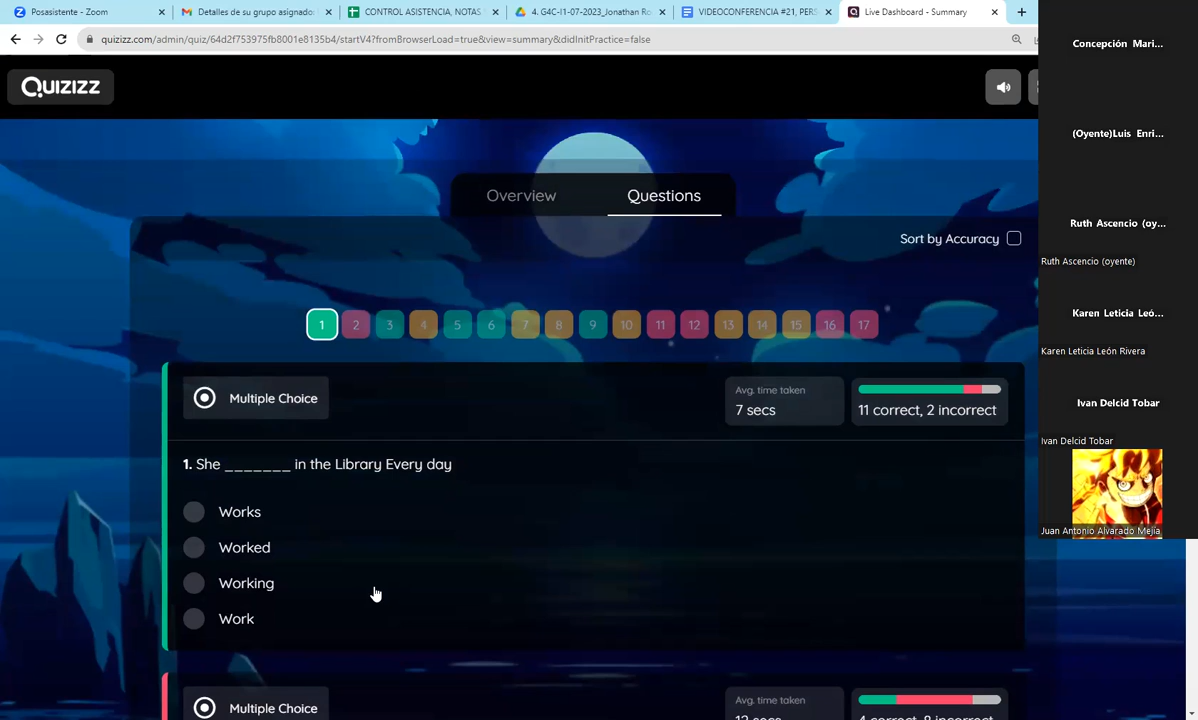 Posasistente - Zoom
Detalles de su grupo asignado:
CONTROL ASISTENCIA, NOTAS
4. G4C-I1-07-2023_Jonathan Ro
VIDEOCONFERENCIA #21, PERS
Live Dashboard - Summary
quizizz.com/admin/quiz/64d2f753975fb8001e8135b4/startV4?fromBrowserLoad=true&view=summary&didInitPractice=false
QUIZIZZ
Overview
Questions
Sort by Accuracy
1 2 3 4 5 6 7 8 9 10 11 12 13 14 15 16 17
Multiple Choice
Avg. time taken
7 secs
11 correct, 2 incorrect
1. She _______ in the Library Every day
Works
Worked
Working
Work
Multiple Choice
Avg. time taken
Concepción Mari...
(Oyente)Luis Enri...
Ruth Ascencio (oy...
Ruth Ascencio (oyente)
Karen Leticia Leó...
Karen Leticia León Rivera
Ivan Delcid Tobar
Ivan Delcid Tobar
Juan Antonio Alvarado Mejia